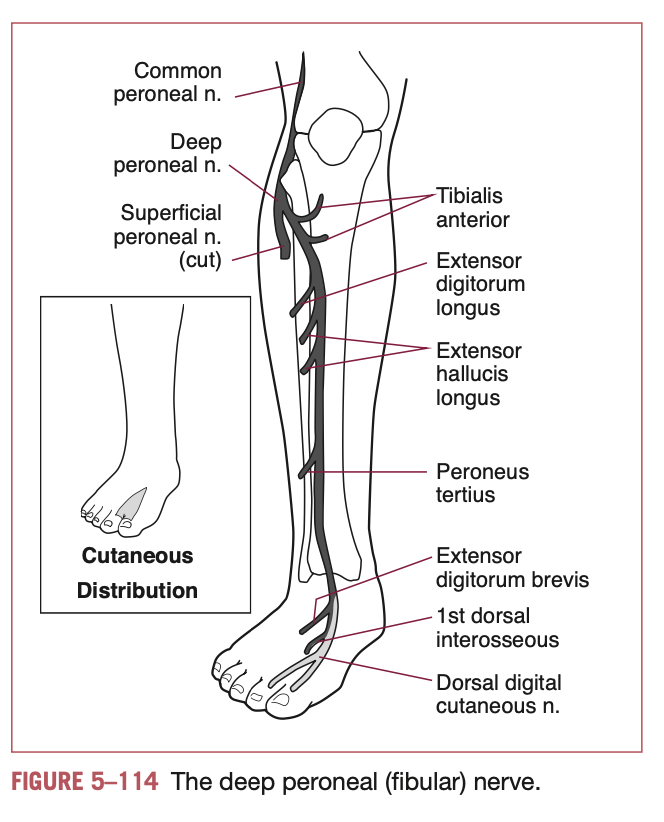 Common
peroneal n.
Deep
peroneal n.
Superficial
peroneal n.
(cut)
Tibialis
anterior
Extensor
digitorum
longus
Extensor
hallucis
longus
Peroneus
tertius
Extensor
digitorum brevis
1st dorsal
interosseous
Dorsal digital
cutaneous n.
Cutaneous
Distribution
FIGURE 5–114 The deep peroneal (fibular) nerve.